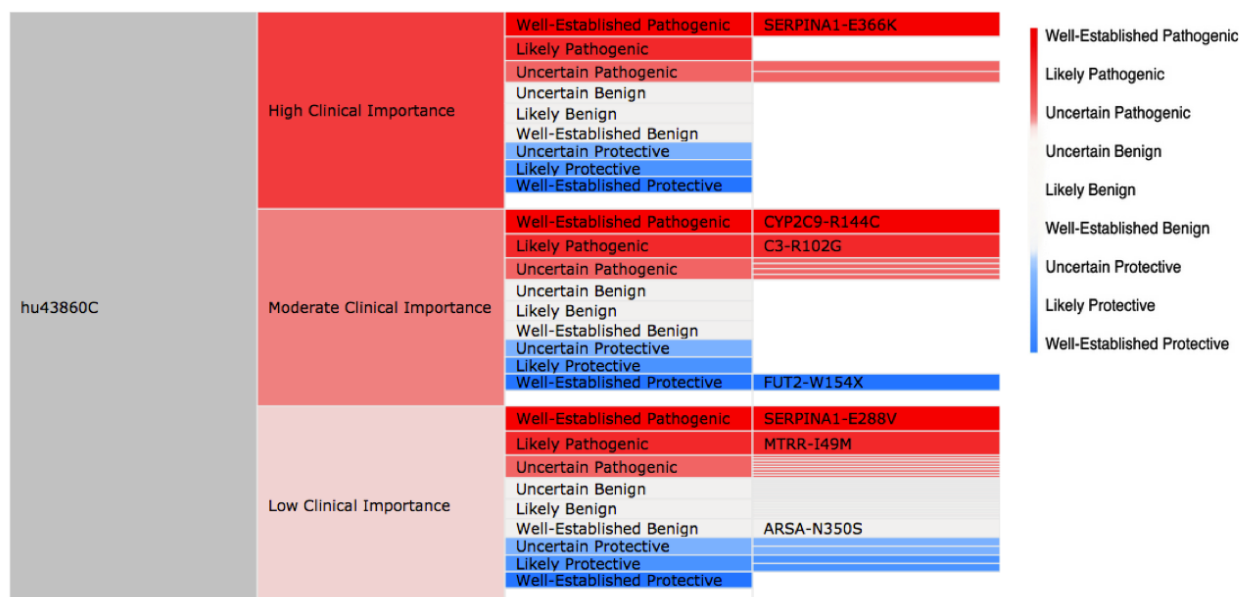 hu43860C
High Clinical Importance
Well-Established Pathogenic
SERPINA1-E366K
Likely Pathogenic
Uncertain Pathogenic
Uncertain Benign
Likely Benign
Well-Established Benign
Uncertain Protective
Likely Protective
Well-Established Protective
Moderate Clinical Importance
Well-Established Pathogenic
CYP2C9-R144C
Likely Pathogenic
C3-R102G
Uncertain Pathogenic
Uncertain Benign
Likely Benign
Well-Established Benign
Uncertain Protective
Likely Protective
Well-Established Protective
FUT2-W154X
Low Clinical Importance
Well-Established Pathogenic
SERPINA1-E288V
Likely Pathogenic
MTRR-I49M
Uncertain Pathogenic
Uncertain Benign
Likely Benign
Well-Established Benign
ARSA-N350S
Uncertain Protective
Likely Protective
Well-Established Protective
Well-Established Pathogenic
Likely Pathogenic
Uncertain Pathogenic
Uncertain Benign
Likely Benign
Well-Established Benign
Uncertain Protective
Likely Protective
Well-Established Protective